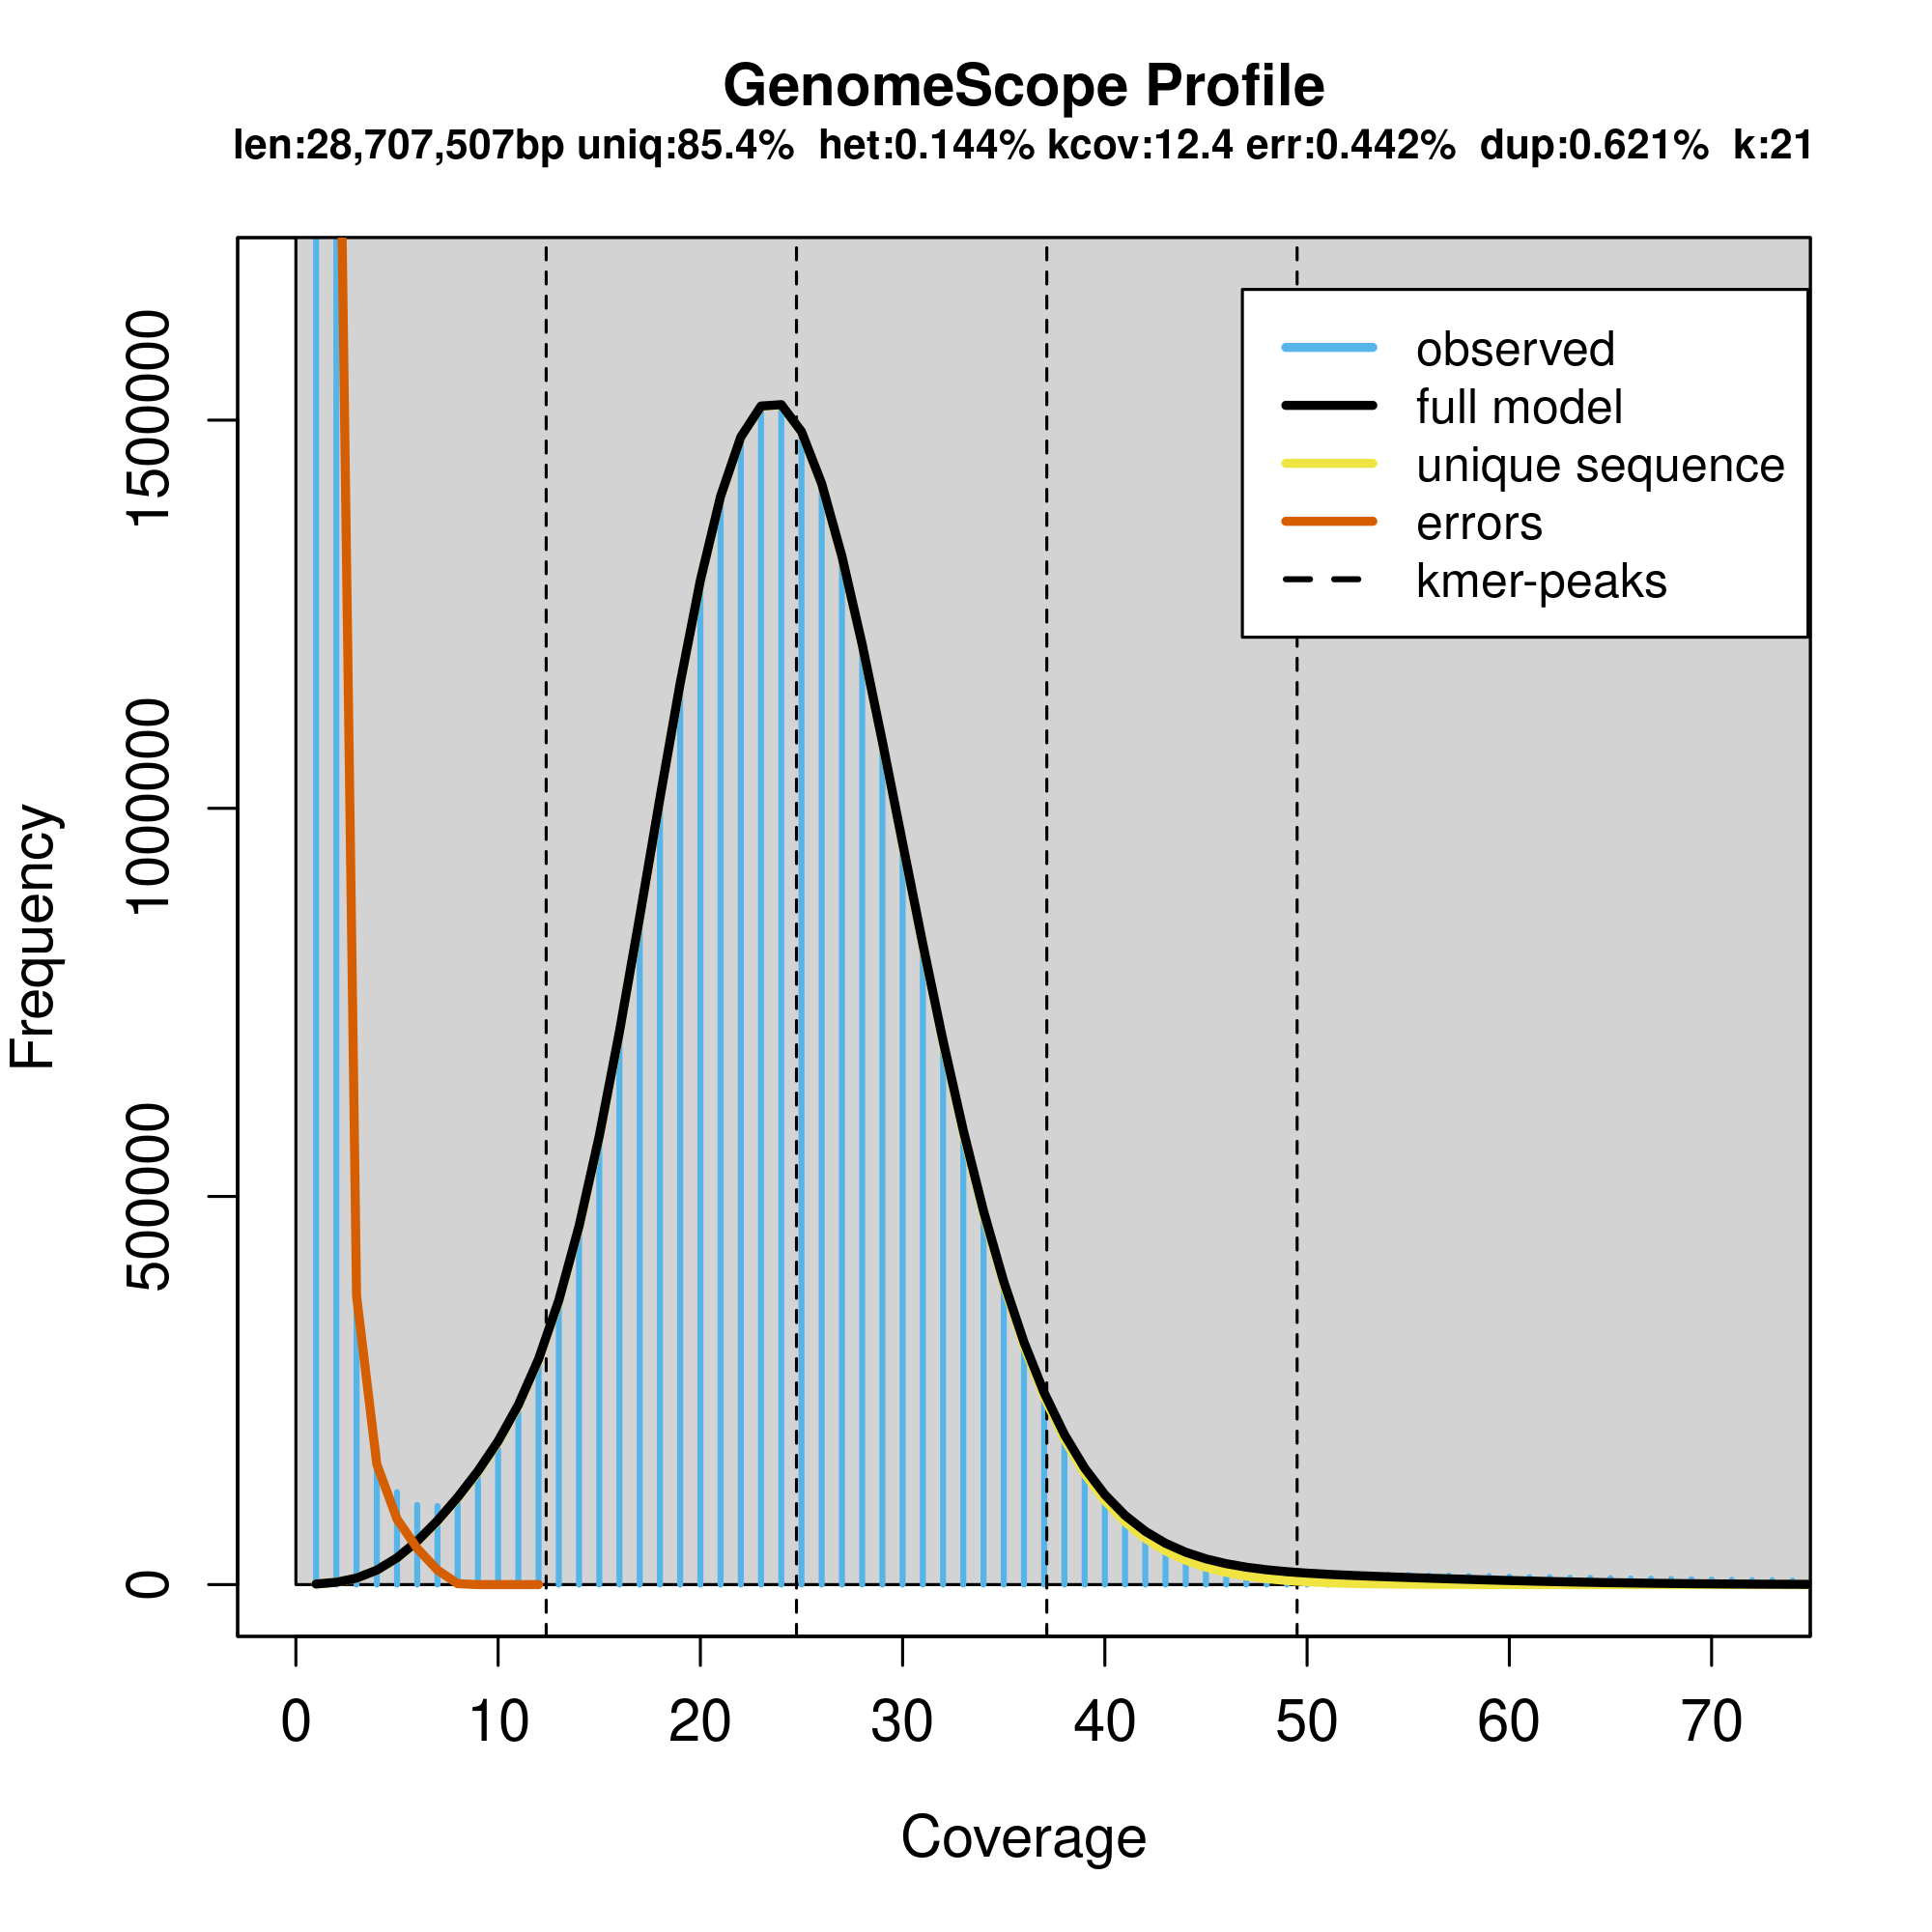 GenomeScope Profile
len:28,707,507bp uniq:85.4% het:0.144% kcov:12.4 err:0.442% dup:0.621% k:21
observed
full model
unique sequence
errors
kmer-peaks
Frequency
1500000
1000000
500000
0
0 10 20 30 40 50 60 70
Coverage